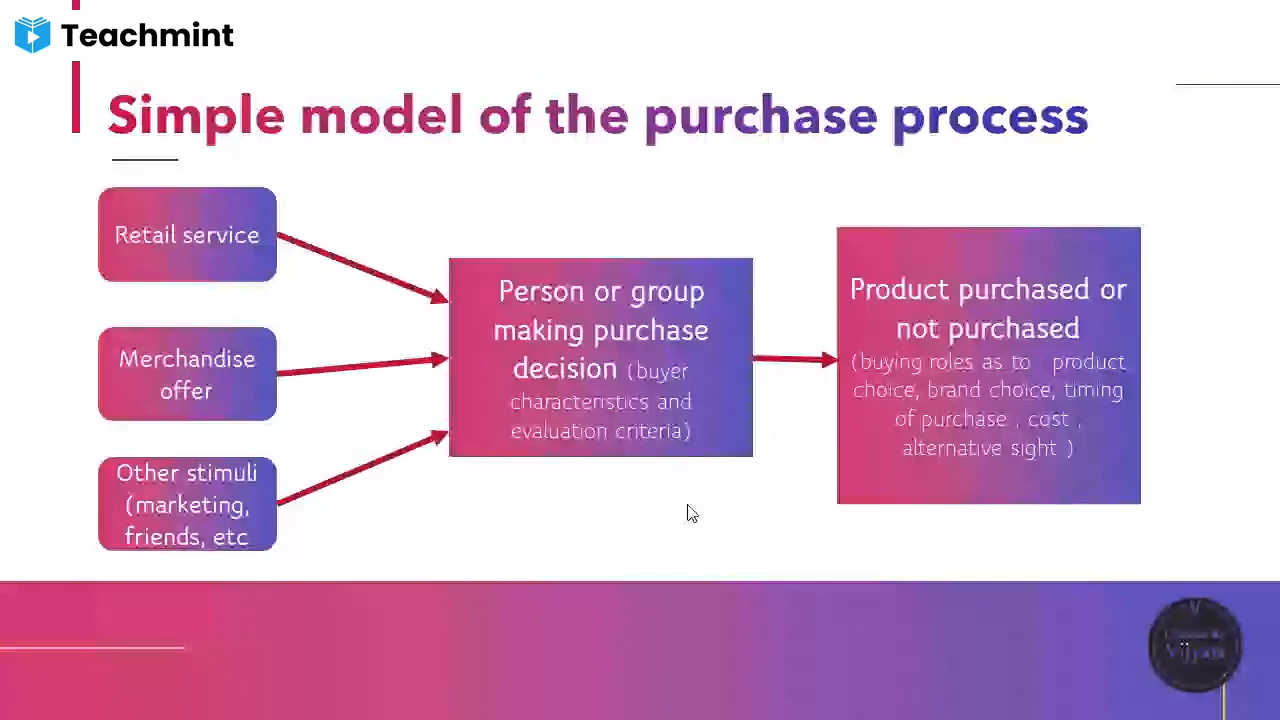 Teachmint
Simple model of the purchase process
Retail service
Merchandise
offer
Other stimuli
(marketing,
friends, etc
Person or group
making purchase
decision (buyer
characteristics and
evaluation criteria)
Product purchased or
not purchased
(buying roles as to product
choice, brand choice, timing
of purchase , cost ,
alternative sight )
V